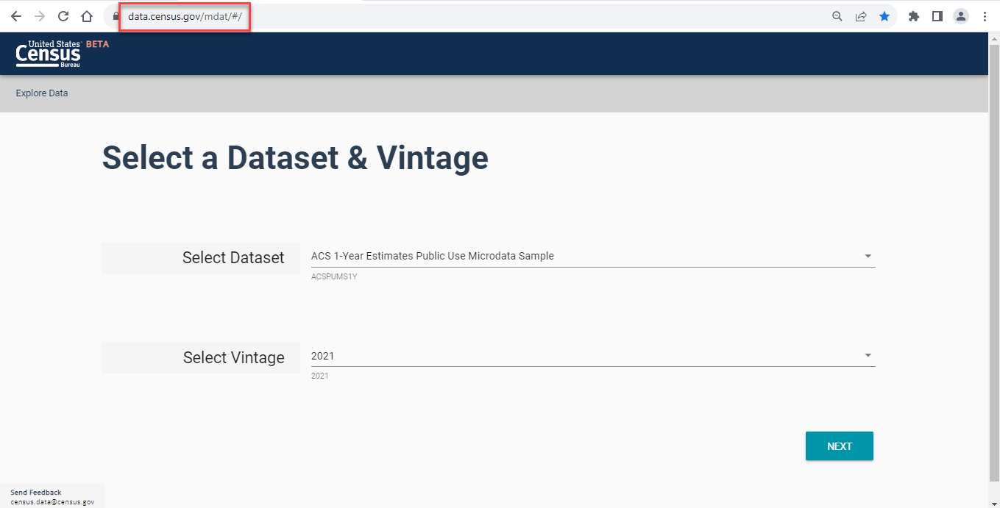 data.census.gov/mdat/#/
United States BETA
Census
Bureau
Explore Data
Select a Dataset & Vintage
Select Dataset
ACS 1-Year Estimates Public Use Microdata Sample
ACSPUMS1Y
Select Vintage
2021
2021
NEXT
Send Feedback
census.data@census.gov